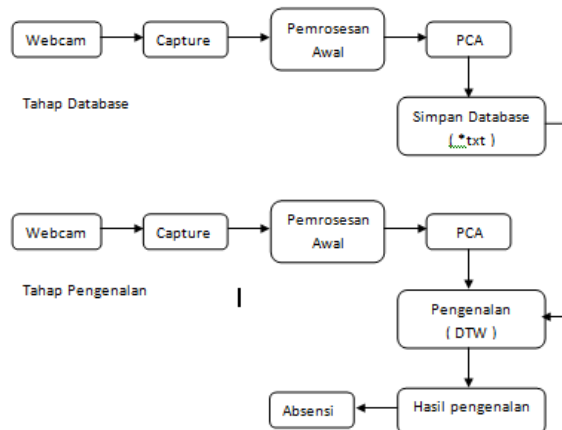 Webcam
Capture
Pemrosesan
Awal
PCA
Tahap Database
Simpan Database
( *txt )
Webcam
Capture
Pemrosesan
Awal
PCA
Tahap Pengenalan
Pengenalan
( DTW )
Absensi
Hasil pengenalan